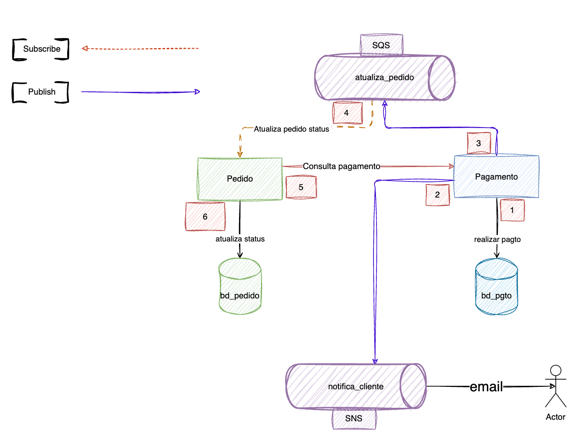 SQS
Subscribe
atualiza_pedido
Publish
4
Atualiza pedido status
3
Consulta pagamento
Pedido
Pagamento
5
2
1
6
atualiza status
realizar pagto
bd_pedido
bd_pgto
notifica_cliente
email
SNS
Actor